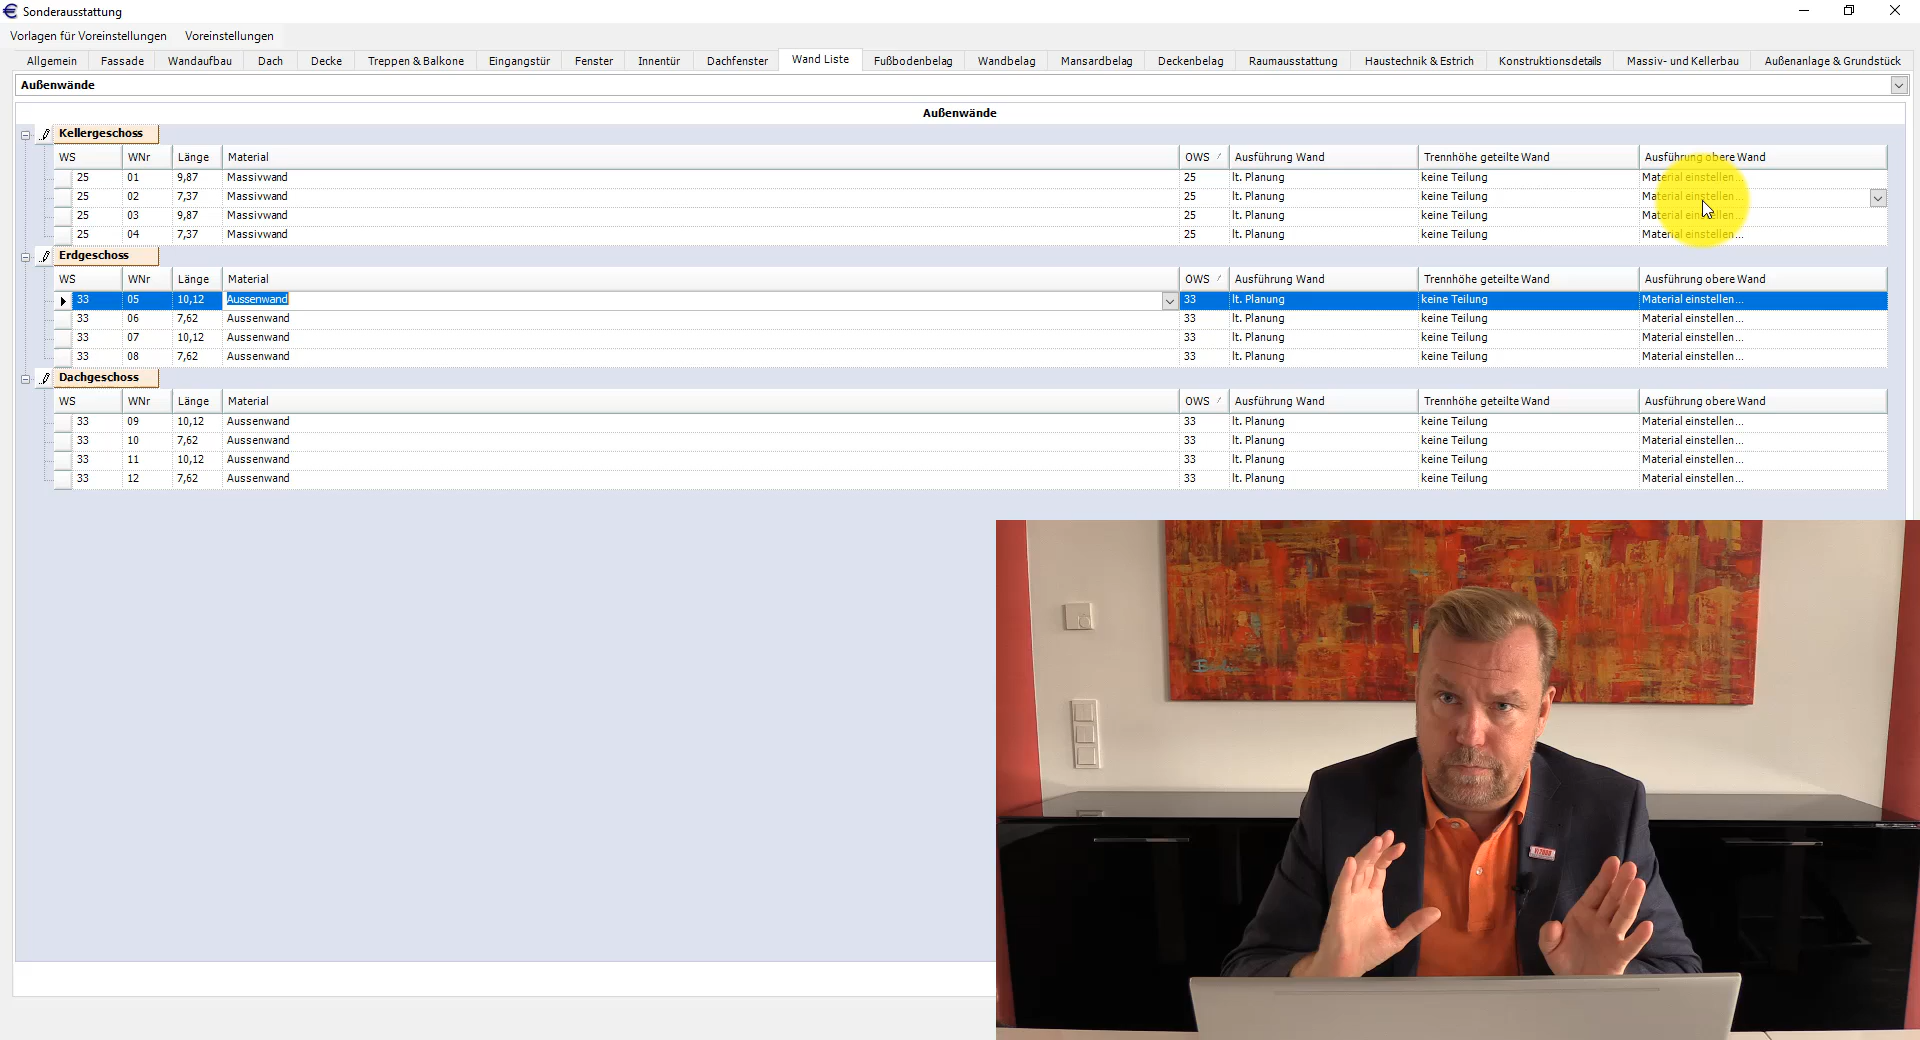 Sonderausstattung
Vorlagen für Voreinstellungen Voreinstellungen
Allgemein Fassade Wandaufbau Dach Decke Treppen & Balkone Eingangstür Fenster Innentür Dachfenster Wand Liste Fußbodenbelag Wandbelag Mansardbelag Deckenbelag Raumausstattung Haustechnik & Estrich Konstruktionsdetails Massiv- und Kellerbau Außenanlage & Grundstück
Außenwände
Außenwände
Kellergeschoss
WS WNr Länge Material OWS Ausführung Wand Trennhöhe geteilte Wand Ausführung obere Wand
25 01 9,87 Massivwand 25 lt. Planung keine Teilung Material einstellen...
25 02 7,37 Massivwand 25 lt. Planung keine Teilung Material einstellen...
25 03 9,87 Massivwand 25 lt. Planung keine Teilung Material einstellen...
25 04 7,37 Massivwand 25 lt. Planung keine Teilung Material einstellen...
Erdgeschoss
WS WNr Länge Material OWS Ausführung Wand Trennhöhe geteilte Wand Ausführung obere Wand
33 05 10,12 Aussenwand 33 lt. Planung keine Teilung Material einstellen...
33 06 7,62 Aussenwand 33 lt. Planung keine Teilung Material einstellen...
33 07 10,12 Aussenwand 33 lt. Planung keine Teilung Material einstellen...
33 08 7,62 Aussenwand 33 lt. Planung keine Teilung Material einstellen...
Dachgeschoss
WS WNr Länge Material OWS Ausführung Wand Trennhöhe geteilte Wand Ausführung obere Wand
33 09 10,12 Aussenwand 33 lt. Planung keine Teilung Material einstellen...
33 10 7,62 Aussenwand 33 lt. Planung keine Teilung Material einstellen...
33 11 10,12 Aussenwand 33 lt. Planung keine Teilung Material einstellen...
33 12 7,62 Aussenwand 33 lt. Planung keine Teilung Material einstellen...